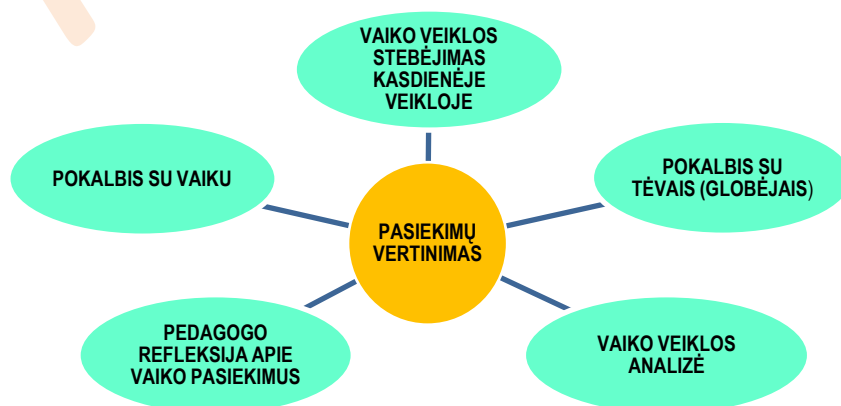 VAIKO VEIKLOS
STEBĖJIMAS
KASDIENĖJE
VEIKLOJE
POKALBIS SU VAIKU
POKALBIS SU
TĖVAIS (GLOBĖJAIS)
PASIEKIMŲ
VERTINIMAS
PEDAGOGO
REFLEKSIJA APIE
VAIKO PASIEKIMUS
VAIKO VEIKLOS
ANALIZĖ